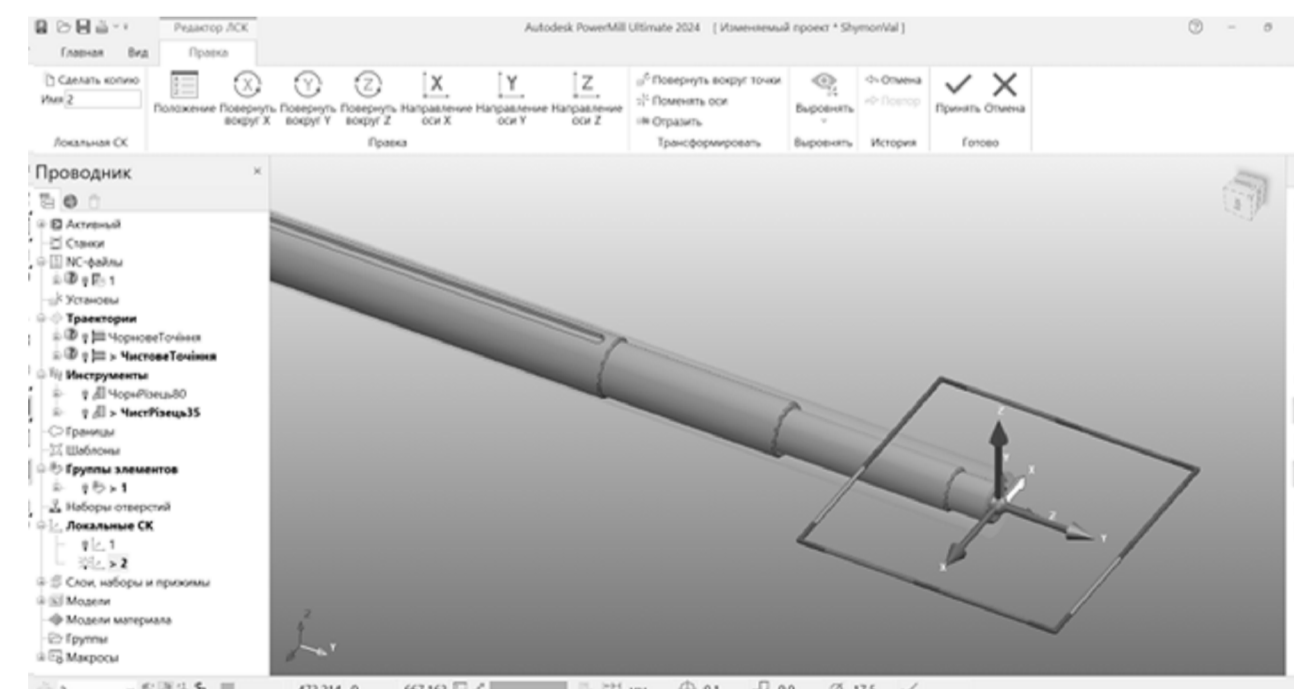 Редактор ЛСК
Autodesk PowerMill Ultimate 2024 [ Изменяемый проект * ShymonVal ]
Главная Вид Правка
Сделать копию
Имя 2
Локальная СК
Положение
Повернуть вокруг X
Повернуть вокруг Y
Повернуть вокруг Z
X
Направление оси X
Y
Направление оси Y
Z
Направление оси Z
Правка
Повернуть вокруг точки
Поменять оси
Отразить
Трансформировать
Выровнять
Выровнять
Отмена
Повтор
История
Принять Отмена
Готово
Проводник
Активный
Станки
NC-файлы
1
Установы
Траектории
ЧорновеТочіння
> ЧистовеТочіння
Инструменты
ЧорнРізець80
> ЧистРізець35
Границы
Шаблоны
Группы элементов
> 1
Наборы отверстий
Локальные СК
1
> 2
Слои, наборы и прижимы
Модели
Модели материала
Группы
Макросы
Z
Y
X
Z
Y
X
Z
Y